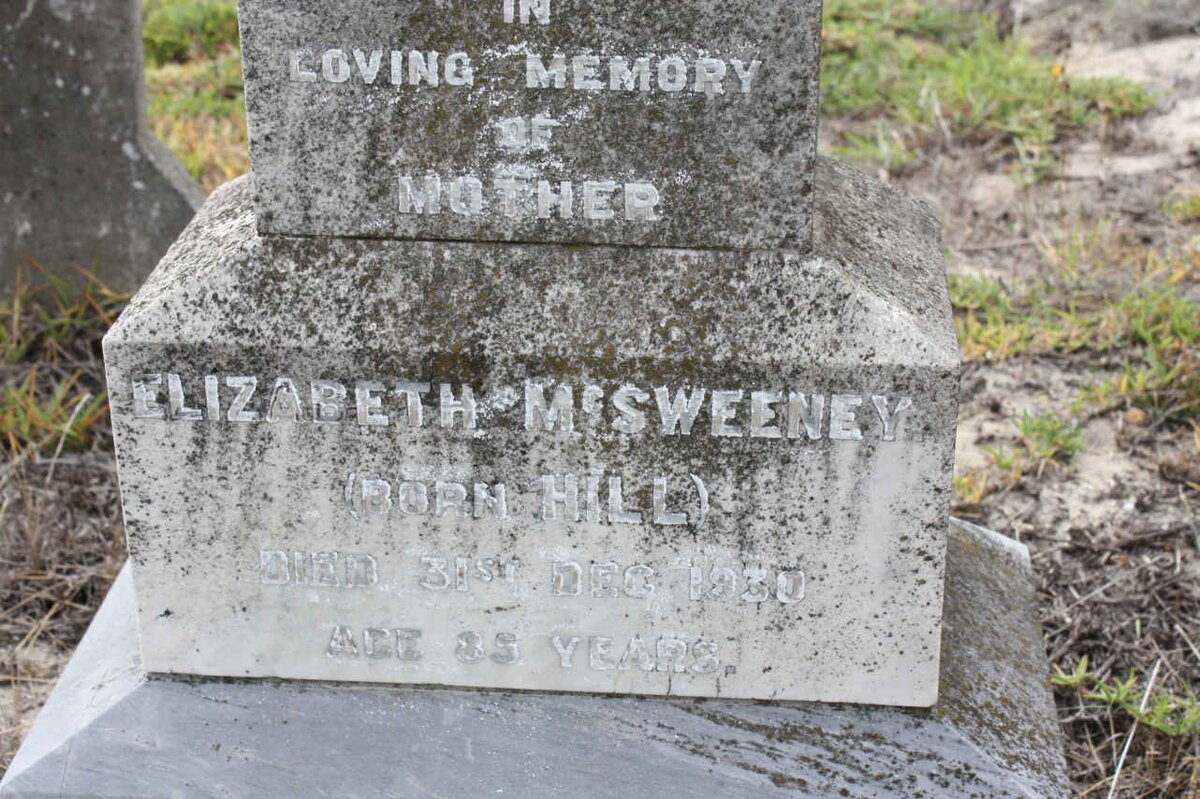 IN
LOVING MEMORY
OF
MOTHER
ELIZABETH McSWEENEY
(BORN HILL)
DIED 31ST DEC 1930
AGE 85 YEARS.